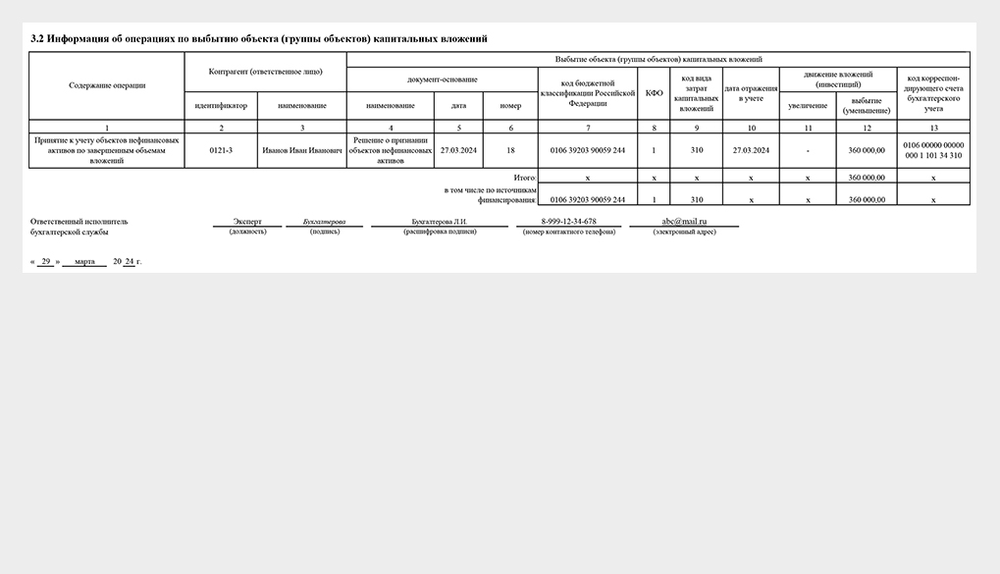 3.2 Информация об операциях по выбытию объекта (группы объектов) капитальных вложений
Содержание операции
Контрагент (ответственное лицо)
Выбытие объекта (группы объектов) капитальных вложений
документ-основание
код бюджетной
классификации Российской
Федерации
КФО
код вида
затрат
капитальных
вложений
дата отражения
в учете
движение вложений
(инвестиций)
код корреспон-
дирующего счета
бухгалтерского
учета
идентификатор
наименование
наименование
дата
номер
увеличение
выбытие
(уменьшение)
1 2 3 4 5 6 7 8 9 10 11 12 13
Принятие к учету объектов нефинансовых
активов по завершенным объемам
вложений
0121-3
Иванов Иван Иванович
Решение о признании
объектов нефинансовых
активов
27.03.2024
18
0106 39203 90059 244
1
310
27.03.2024
-
360 000,00
0106 00000 00000
000 1 101 34 310
Итого: x x x x x 360 000.00 x
в том числе по источникам
финансирования: 0106 39203 90059 244 1 310 x x 360 000,00 x
Ответственный исполнитель
бухгалтерской службы
Эксперт Бухгалтерова Бухгалтерова Л.И. 8-999-12-34-678 abc@mail.ru
(должность) (подпись) (расшифровка подписи) (номер контактного телефона) (электронный адрес)
« 29 » марта 20 24 г.